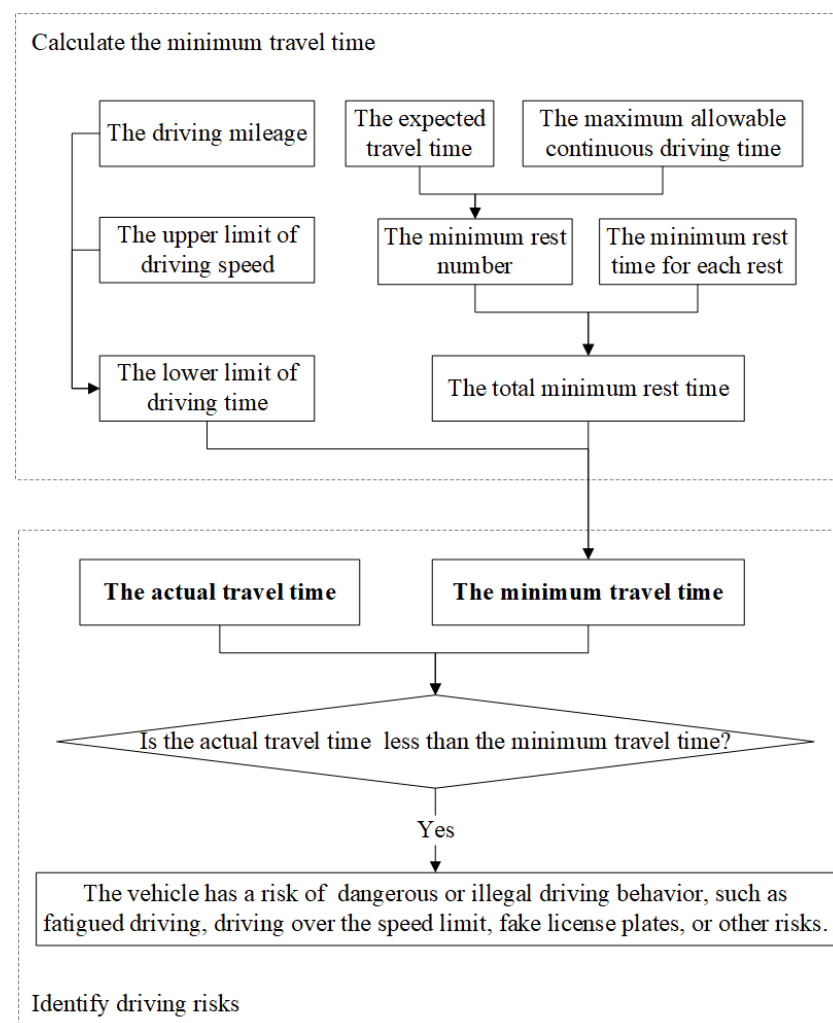 Calculate the minimum travel time
The driving mileage
The expected
travel time
The maximum allowable
continuous driving time
The upper limit of
driving speed
The minimum rest
number
The minimum rest
time for each rest
The lower limit of
driving time
The total minimum rest time
The actual travel time
The minimum travel time
Is the actual travel time  less than the minimum travel time?
Yes
The vehicle has a risk of  dangerous or illegal driving behavior, such as
fatigued driving, driving over the speed limit, fake license plates, or other risks.
Identify driving risks